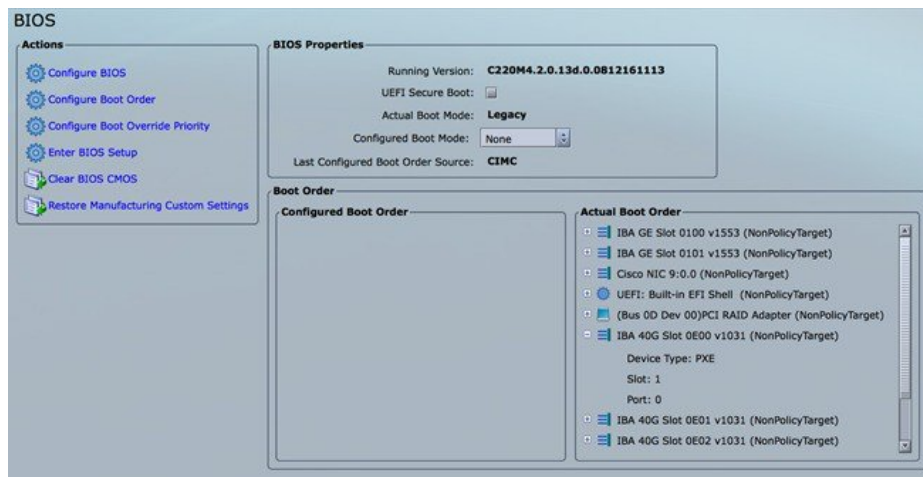 BIOS
Actions
Configure BIOS
Configure Boot Order
Configure Boot Override Priority
Enter BIOS Setup
Clear BIOS CMOS
Restore Manufacturing Custom Settings
BIOS Properties
Running Version: C220M4.2.0.13d.0.0812161113
UEFI Secure Boot:
Actual Boot Mode: Legacy
Configured Boot Mode: None
Last Configured Boot Order Source: CIMC
Boot Order
Configured Boot Order
Actual Boot Order
IBA GE Slot 0100 v1553 (NonPolicyTarget)
IBA GE Slot 0101 v1553 (NonPolicyTarget)
Cisco NIC 9:0.0 (NonPolicyTarget)
UEFI: Built-in EFI Shell (NonPolicyTarget)
(Bus 0D Dev 00)PCI RAID Adapter (NonPolicyTarget)
IBA 40G Slot 0E00 v1031 (NonPolicyTarget)
Device Type: PXE
Slot: 1
Port: 0
IBA 40G Slot 0E01 v1031 (NonPolicyTarget)
IBA 40G Slot 0E02 v1031 (NonPolicyTarget)